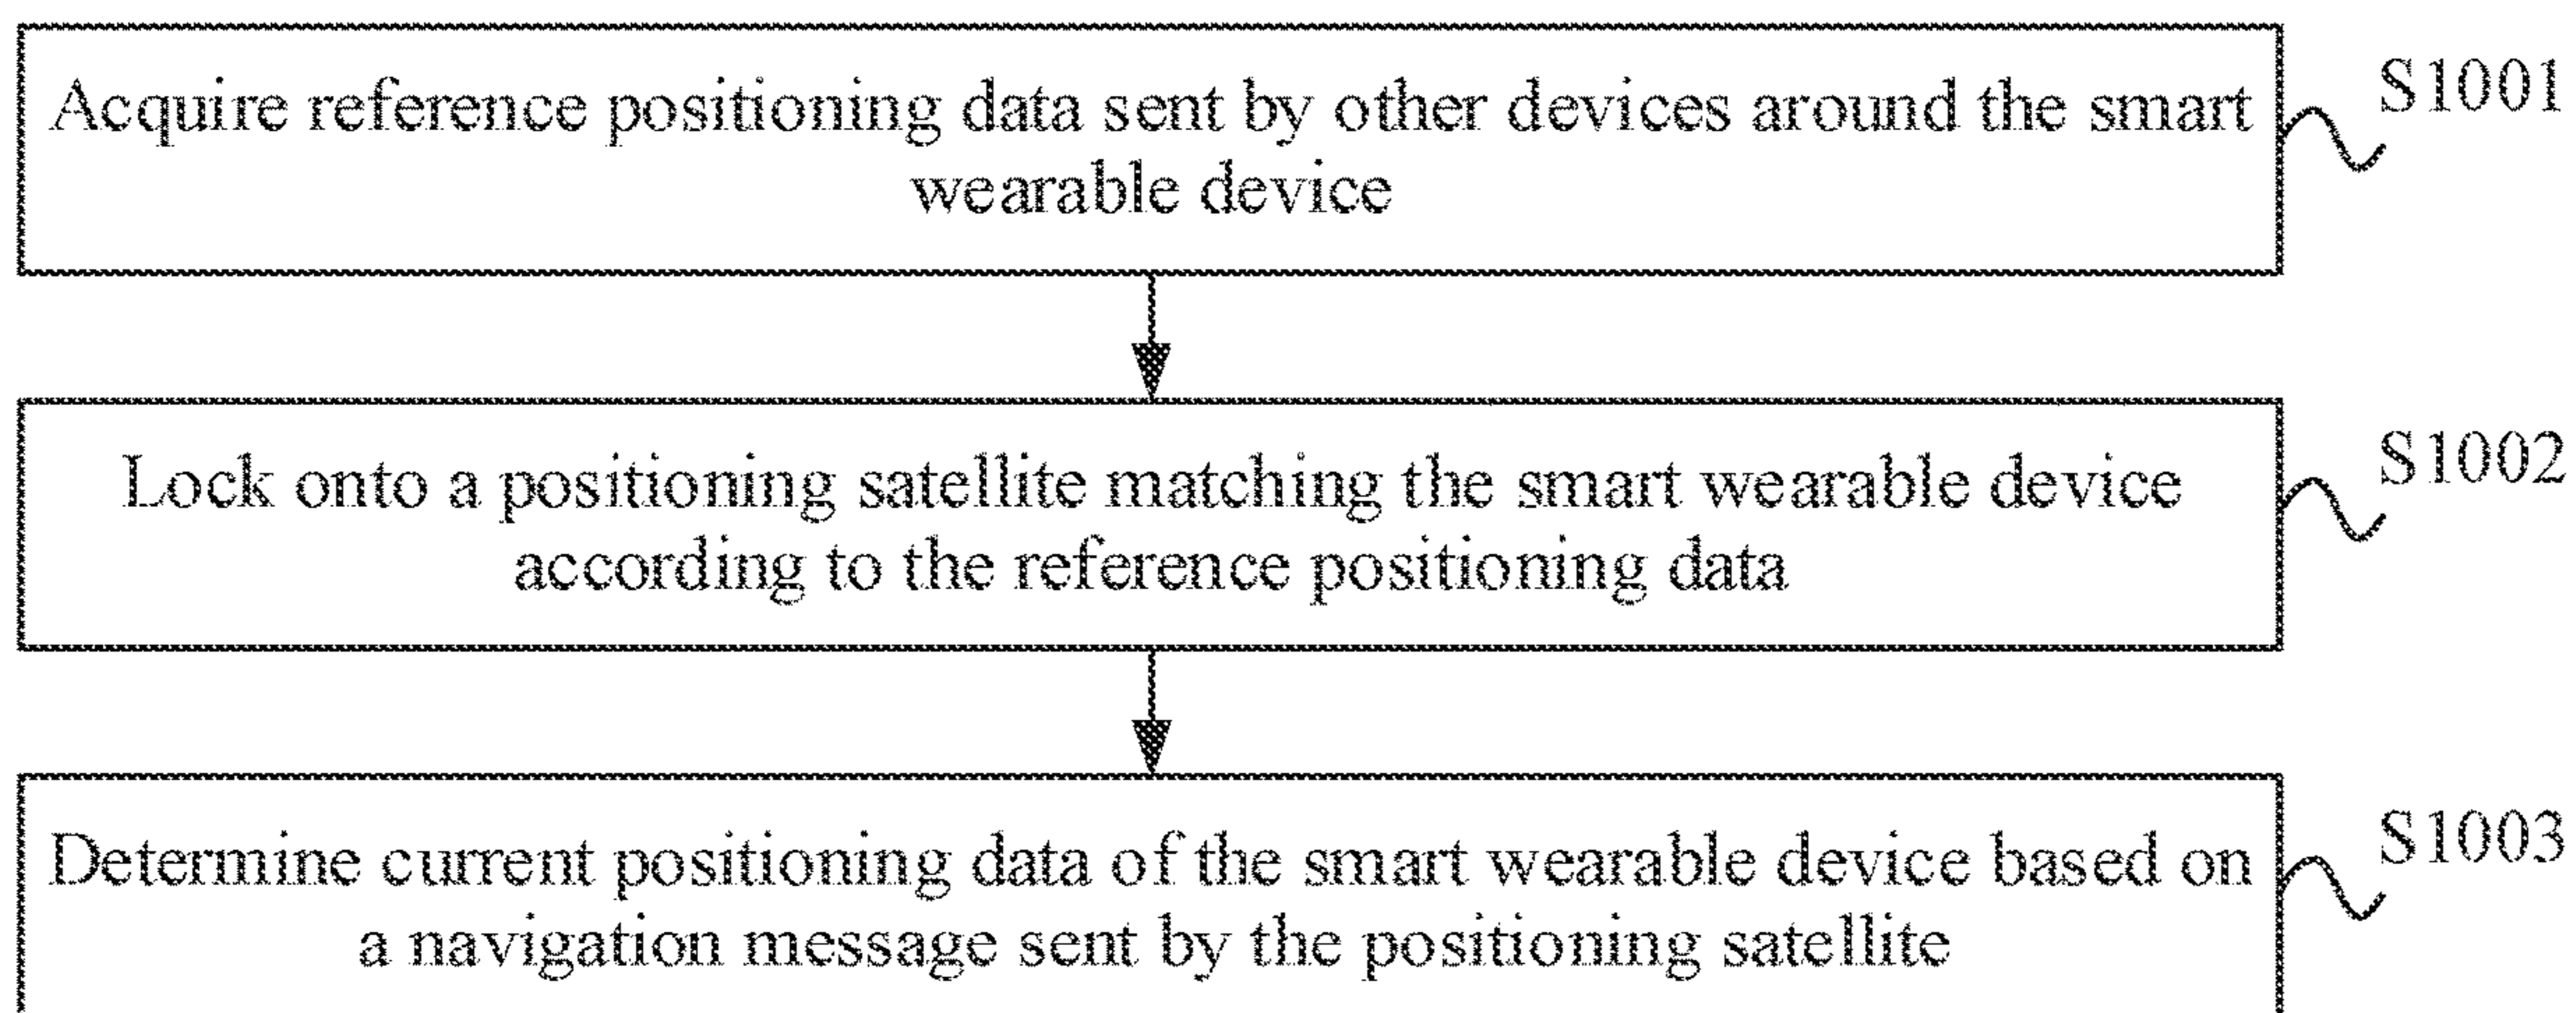 Acquire reference positioning data sent by other devices around the smart
wearable device
S1001
Lock onto a positioning satellite matching the smart wearable device
according to the reference positioning data
S1002
Determine current positioning data of the smart wearable device based on
a navigation message sent by the positioning satellite
S1003